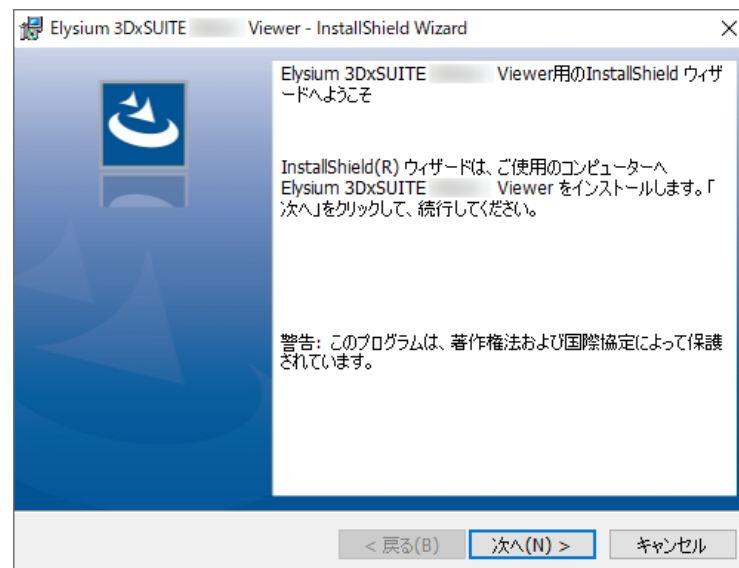 Elysium 3DxSUITE Viewer - InstallShield Wizard
Elysium 3DxSUITE Viewer用のInstallShield ウィザ
ードへようこそ
InstallShield(R) ウィザードは、ご使用のコンピューターへ
Elysium 3DxSUITE Viewer をインストールします。「
次へ」をクリックして、続行してください。
警告: このプログラムは、著作権法および国際協定によって保護
されています。
< 戻る(B)
次へ(N) >
キャンセル